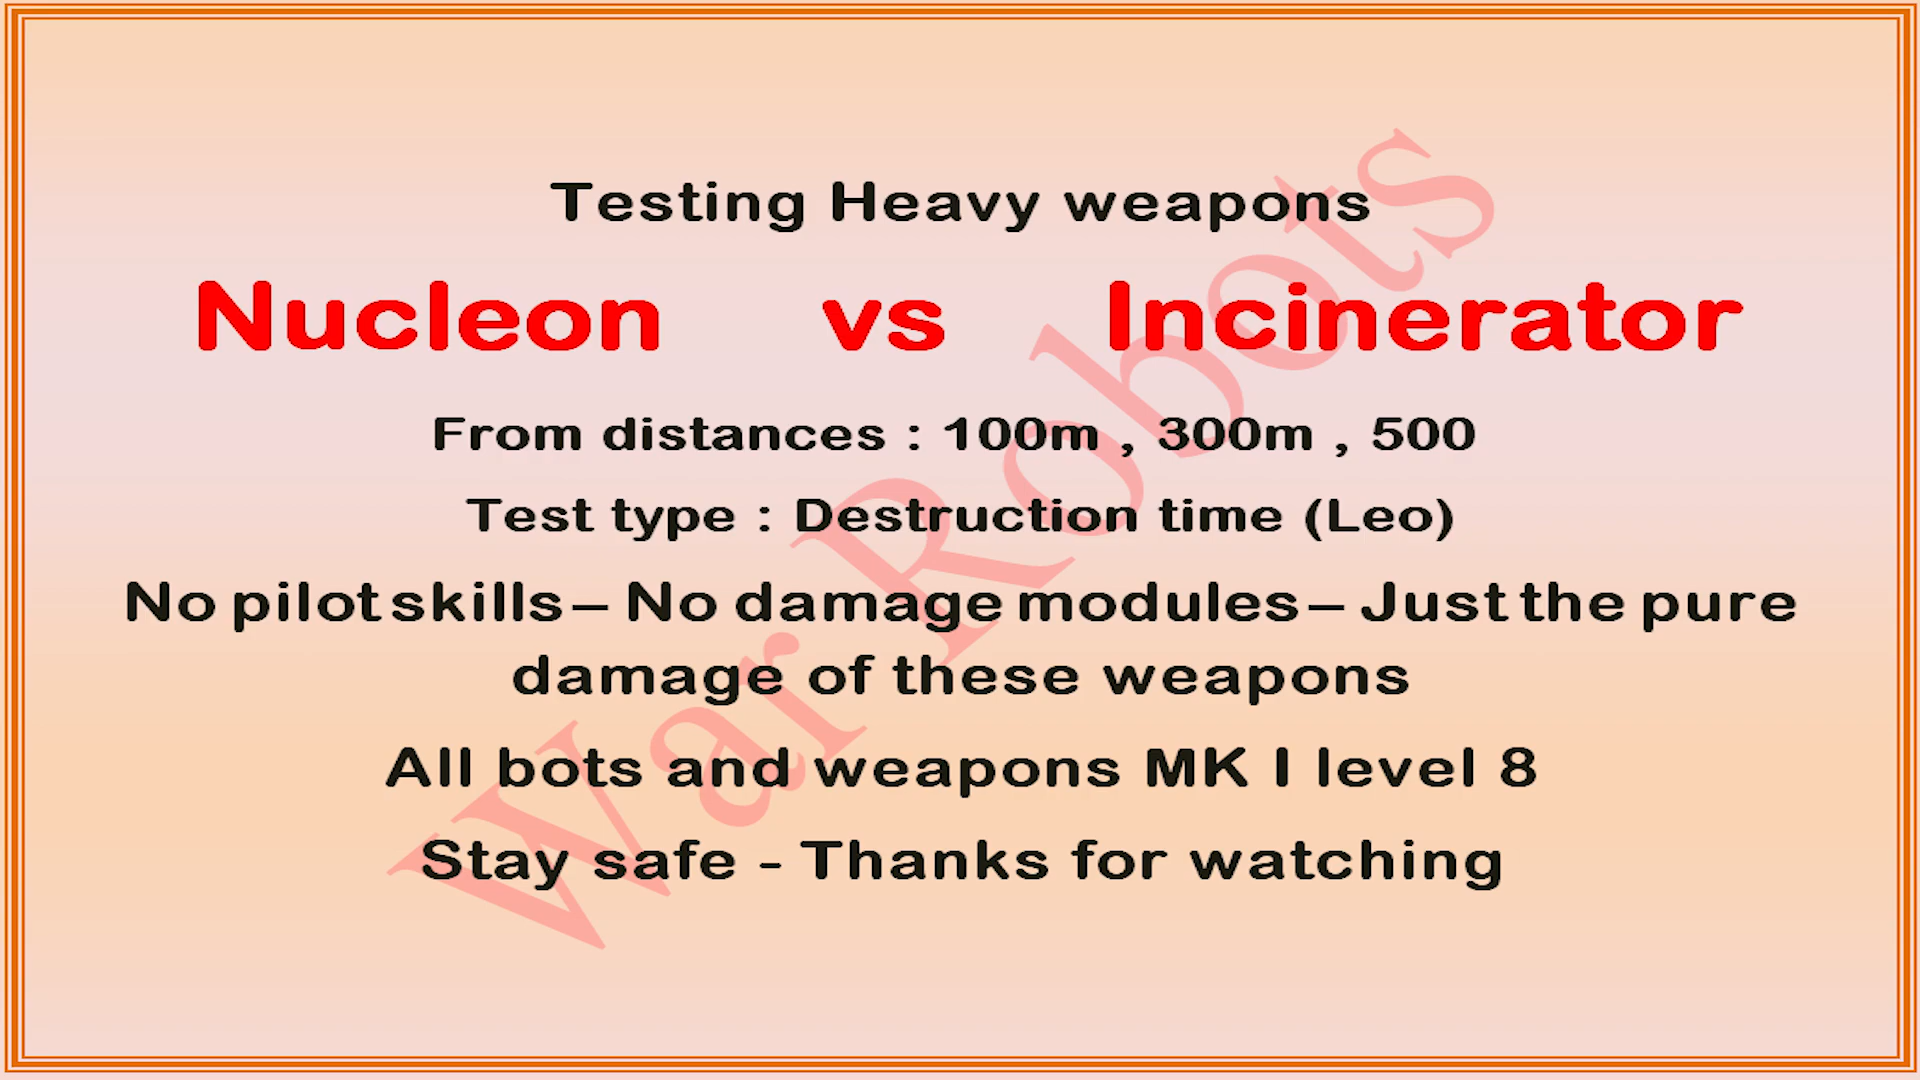 Testing Heavy weapons
Nucleon vs Incinerator
From distances : 100m , 300m , 500
Test type : Destruction time (Leo)
No pilot skills – No damage modules – Just the pure
damage of these weapons
All bots and weapons MK I level 8
Stay safe - Thanks for watching
War Robots